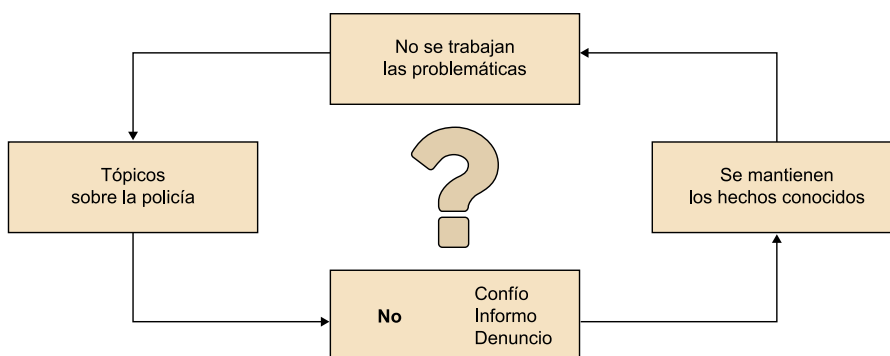 No se trabajan
las problemáticas
Tópicos
sobre la policía
?
Se mantienen
los hechos conocidos
No
Confío
Informo
Denuncio